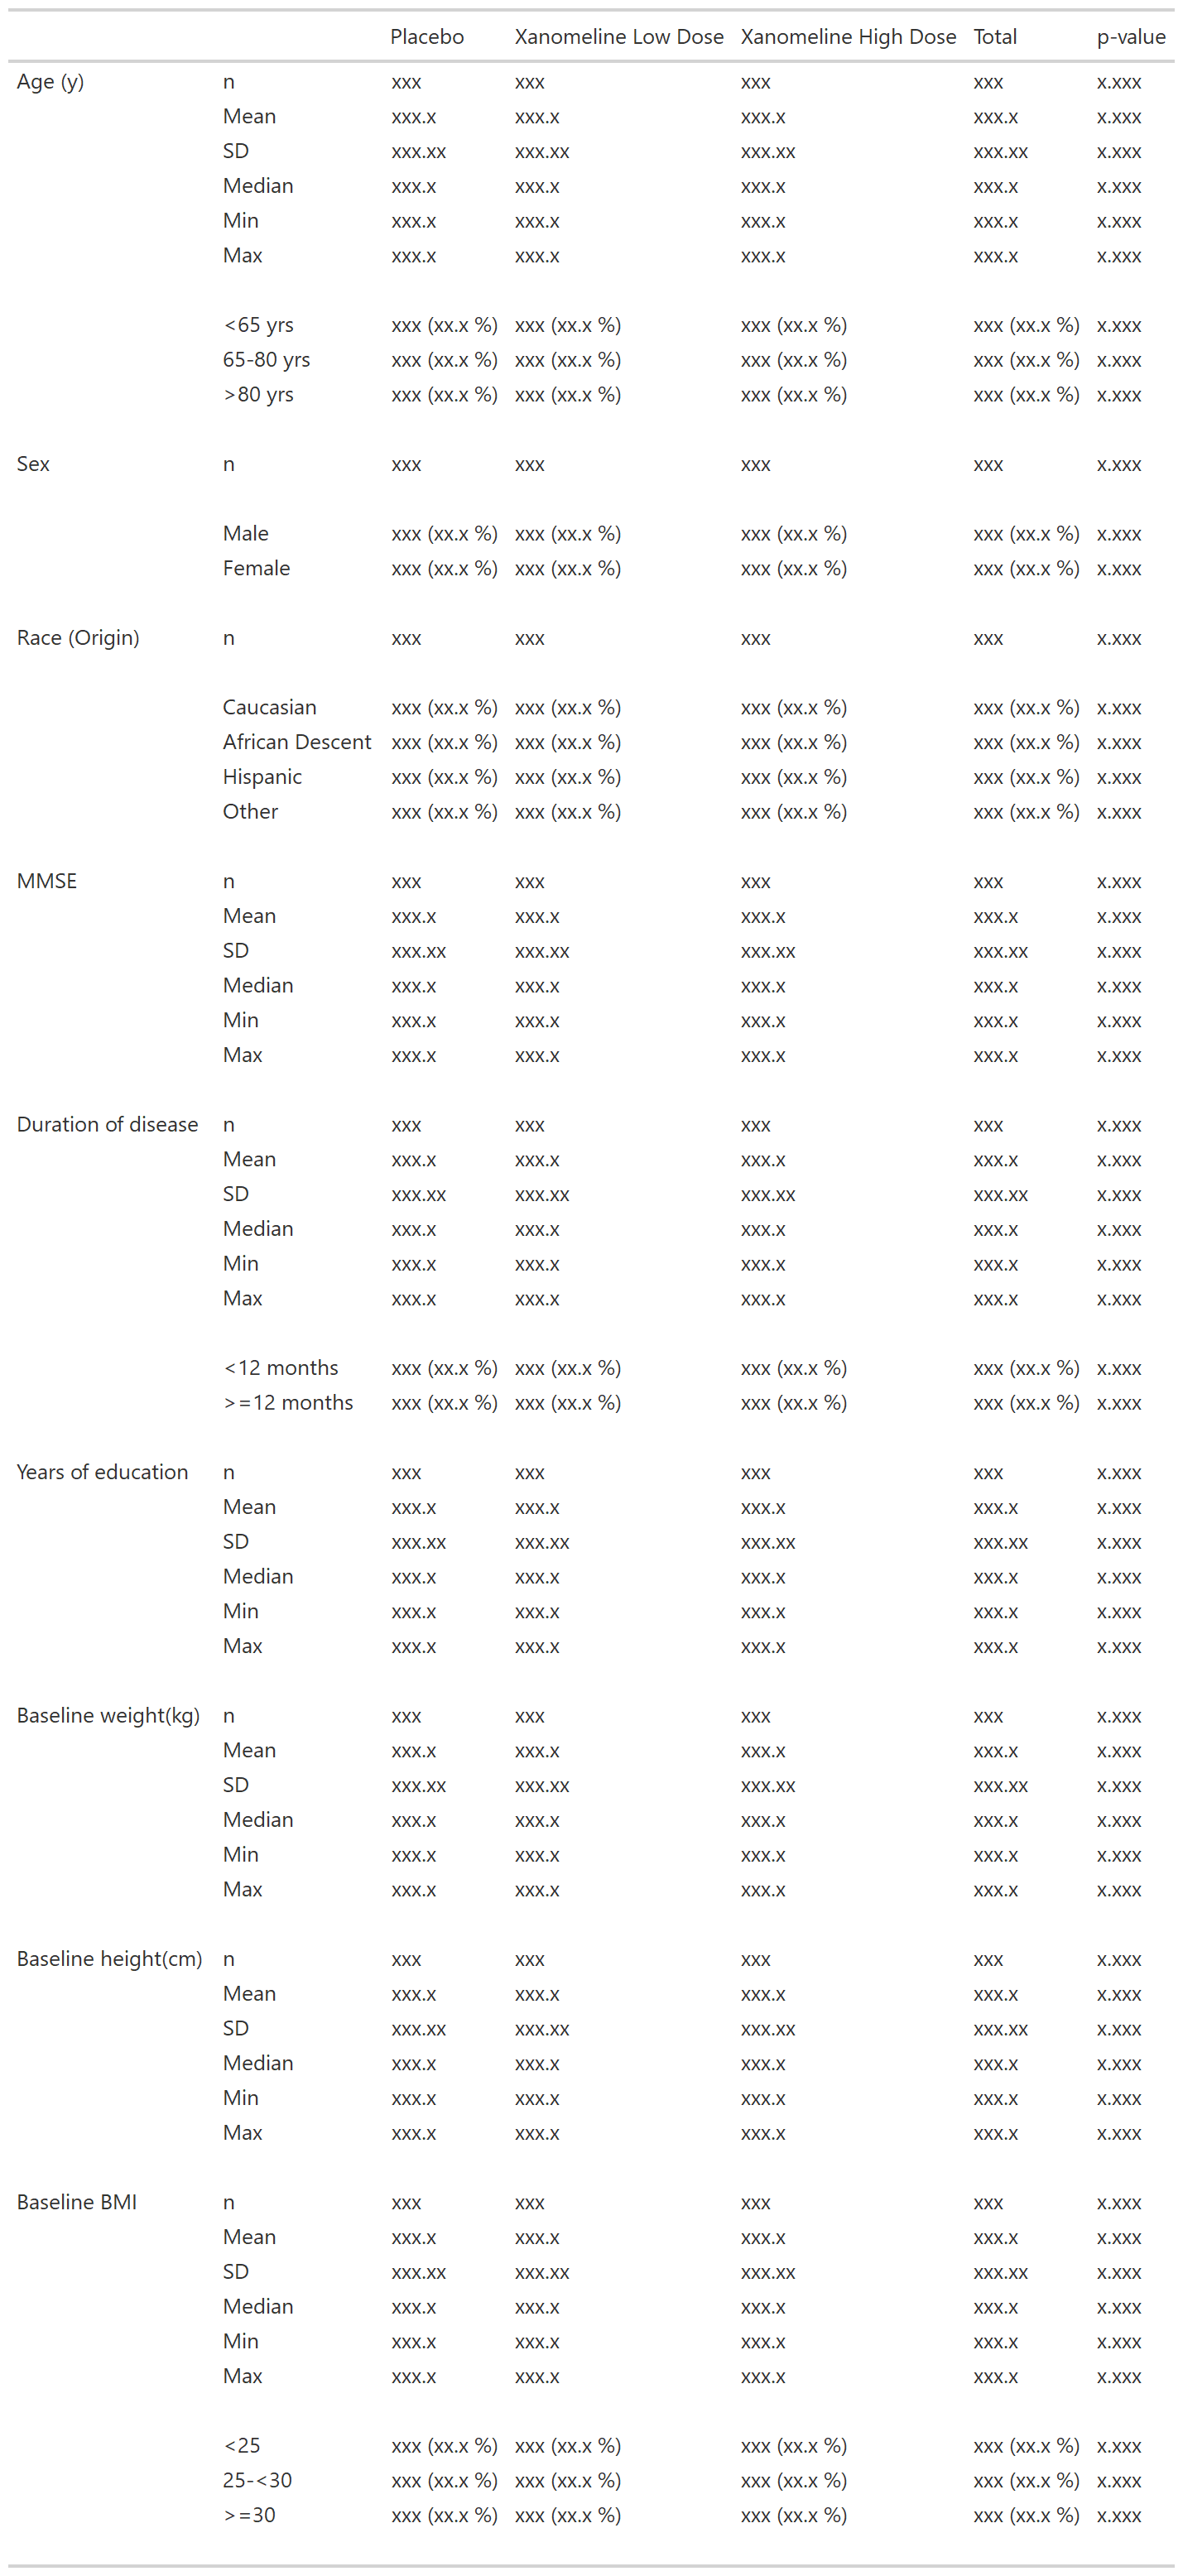 Placebo Xanomeline Low Dose Xanomeline High Dose Total p-value
Age (y) n xxx xxx xxx xxx x.xxx
Mean xxx.x xxx.x xxx.x xxx.x x.xxx
SD xxx.xx xxx.xx xxx.xx xxx.xx x.xxx
Median xxx.x xxx.x xxx.x xxx.x x.xxx
Min xxx.x xxx.x xxx.x xxx.x x.xxx
Max xxx.x xxx.x xxx.x xxx.x x.xxx
<65 yrs xxx (xx.x %) xxx (xx.x %) xxx (xx.x %) xxx (xx.x %) x.xxx
65-80 yrs xxx (xx.x %) xxx (xx.x %) xxx (xx.x %) xxx (xx.x %) x.xxx
>80 yrs xxx (xx.x %) xxx (xx.x %) xxx (xx.x %) xxx (xx.x %) x.xxx
Sex n xxx xxx xxx xxx x.xxx
Male xxx (xx.x %) xxx (xx.x %) xxx (xx.x %) xxx (xx.x %) x.xxx
Female xxx (xx.x %) xxx (xx.x %) xxx (xx.x %) xxx (xx.x %) x.xxx
Race (Origin) n xxx xxx xxx xxx x.xxx
Caucasian xxx (xx.x %) xxx (xx.x %) xxx (xx.x %) xxx (xx.x %) x.xxx
African Descent xxx (xx.x %) xxx (xx.x %) xxx (xx.x %) xxx (xx.x %) x.xxx
Hispanic xxx (xx.x %) xxx (xx.x %) xxx (xx.x %) xxx (xx.x %) x.xxx
Other xxx (xx.x %) xxx (xx.x %) xxx (xx.x %) xxx (xx.x %) x.xxx
MMSE n xxx xxx xxx xxx x.xxx
Mean xxx.x xxx.x xxx.x xxx.x x.xxx
SD xxx.xx xxx.xx xxx.xx xxx.xx x.xxx
Median xxx.x xxx.x xxx.x xxx.x x.xxx
Min xxx.x xxx.x xxx.x xxx.x x.xxx
Max xxx.x xxx.x xxx.x xxx.x x.xxx
Duration of disease n xxx xxx xxx xxx x.xxx
Mean xxx.x xxx.x xxx.x xxx.x x.xxx
SD xxx.xx xxx.xx xxx.xx xxx.xx x.xxx
Median xxx.x xxx.x xxx.x xxx.x x.xxx
Min xxx.x xxx.x xxx.x xxx.x x.xxx
Max xxx.x xxx.x xxx.x xxx.x x.xxx
<12 months xxx (xx.x %) xxx (xx.x %) xxx (xx.x %) xxx (xx.x %) x.xxx
>=12 months xxx (xx.x %) xxx (xx.x %) xxx (xx.x %) xxx (xx.x %) x.xxx
Years of education n xxx xxx xxx xxx x.xxx
Mean xxx.x xxx.x xxx.x xxx.x x.xxx
SD xxx.xx xxx.xx xxx.xx xxx.xx x.xxx
Median xxx.x xxx.x xxx.x xxx.x x.xxx
Min xxx.x xxx.x xxx.x xxx.x x.xxx
Max xxx.x xxx.x xxx.x xxx.x x.xxx
Baseline weight(kg) n xxx xxx xxx xxx x.xxx
Mean xxx.x xxx.x xxx.x xxx.x x.xxx
SD xxx.xx xxx.xx xxx.xx xxx.xx x.xxx
Median xxx.x xxx.x xxx.x xxx.x x.xxx
Min xxx.x xxx.x xxx.x xxx.x x.xxx
Max xxx.x xxx.x xxx.x xxx.x x.xxx
Baseline height(cm) n xxx xxx xxx xxx x.xxx
Mean xxx.x xxx.x xxx.x xxx.x x.xxx
SD xxx.xx xxx.xx xxx.xx xxx.xx x.xxx
Median xxx.x xxx.x xxx.x xxx.x x.xxx
Min xxx.x xxx.x xxx.x xxx.x x.xxx
Max xxx.x xxx.x xxx.x xxx.x x.xxx
Baseline BMI n xxx xxx xxx xxx x.xxx
Mean xxx.x xxx.x xxx.x xxx.x x.xxx
SD xxx.xx xxx.xx xxx.xx xxx.xx x.xxx
Median xxx.x xxx.x xxx.x xxx.x x.xxx
Min xxx.x xxx.x xxx.x xxx.x x.xxx
Max xxx.x xxx.x xxx.x xxx.x x.xxx
<25 xxx (xx.x %) xxx (xx.x %) xxx (xx.x %) xxx (xx.x %) x.xxx
25-<30 xxx (xx.x %) xxx (xx.x %) xxx (xx.x %) xxx (xx.x %) x.xxx
>=30 xxx (xx.x %) xxx (xx.x %) xxx (xx.x %) xxx (xx.x %) x.xxx